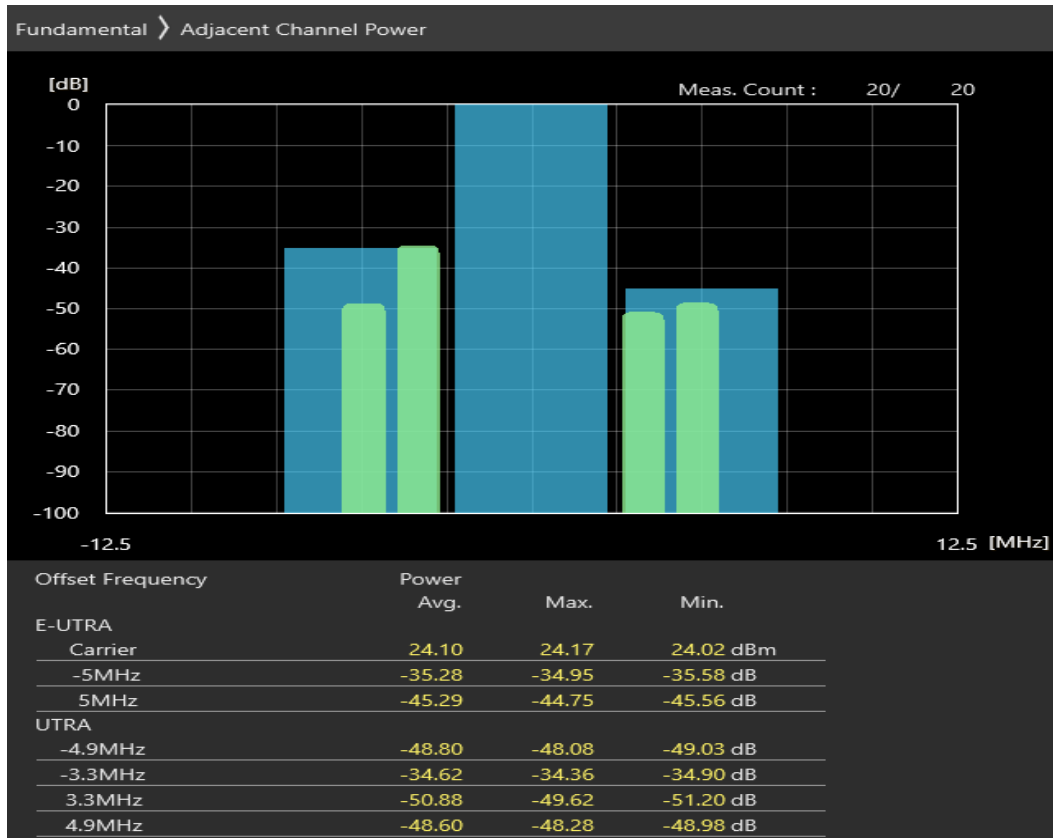 Fundamental 〉 Adjacent Channel Power
[dB]
Meas. Count : 20/ 20
0
-10
-20
-30
-40
-50
-60
-70
-80
-90
-100
-12.5 12.5 [MHz]
Offset Frequency Power
Avg. Max. Min.
E-UTRA
Carrier 24.10 24.17 24.02 dBm
-5MHz -35.28 -34.95 -35.58 dB
5MHz -45.29 -44.75 -45.56 dB
UTRA
-4.9MHz -48.80 -48.08 -49.03 dB
-3.3MHz -34.62 -34.36 -34.90 dB
3.3MHz -50.88 -49.62 -51.20 dB
4.9MHz -48.60 -48.28 -48.98 dB